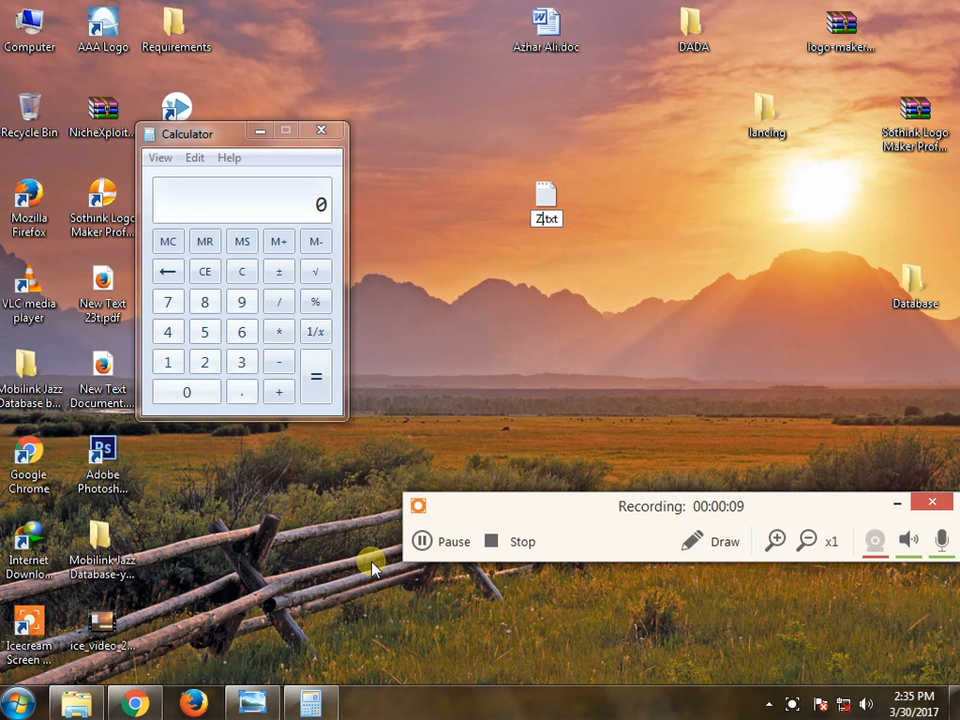 Computer
AAA Logo
Requirements
Azhar Ali.doc
DADA
logo-maker...
Recycle Bin
NicheXploit...
lancing
Sothink Logo
Maker Prof...
Calculator
View Edit Help
0
MC MR MS M+ M-
← CE C ± √
7 8 9 / %
4 5 6 * 1/x
1 2 3 - =
0 . +
Z.txt
Mozilla
Firefox
Sothink Logo
Maker Prof...
VLC media
player
New Text
23t.pdf
Database
Mobilink Jazz
Database b...
New Text
Document....
Google
Chrome
Adobe
Photosh...
Ps
Recording: 00:00:09
Pause Stop Draw x1
Internet
Downlo...
Mobilink Jazz
Database-y...
Icecream
Screen ...
ice_video_2...
2:35 PM
3/30/2017